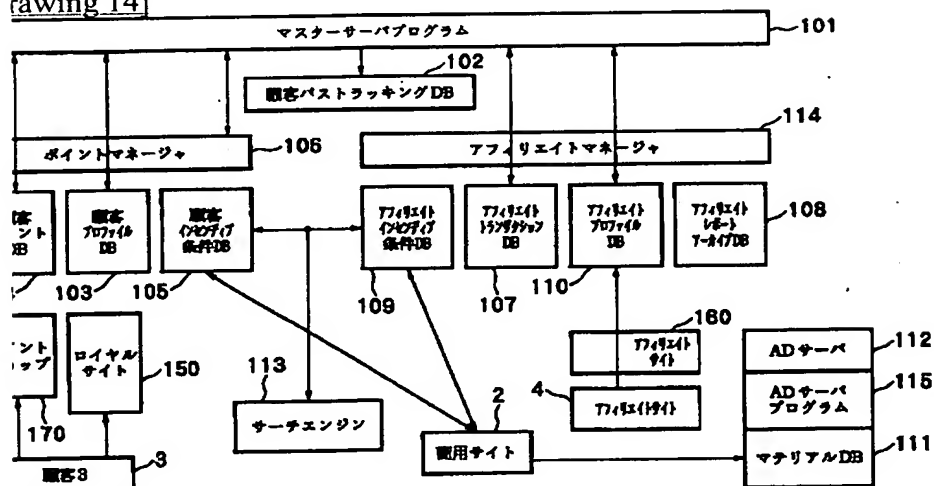 rawing 14]
マスターサーバプログラム
101
102
顧客パストラッキングDB
114
ポイントマネージャ
106
アフィリエイトマネージャ
ント
DB
顧客
プロファイル
DB
顧客
インセンティブ
条件DB
アフィリエイト
インセンティブ
条件DB
アフィリエイト
トランザクション
DB
アフィリエイト
プロファイル
DB
アフィリエイト
レポート
アーカイブDB
108
103
105
109
107
110
ント
ップ
ロイヤル
サイト
150
160
アフィリエイト
サイト
ADサーバ
112
113
サーチエンジン
2
商用サイト
4
アフィリエイトサイト
ADサーバ
プログラム
115
170
顧客3
3
マテリアルDB
111